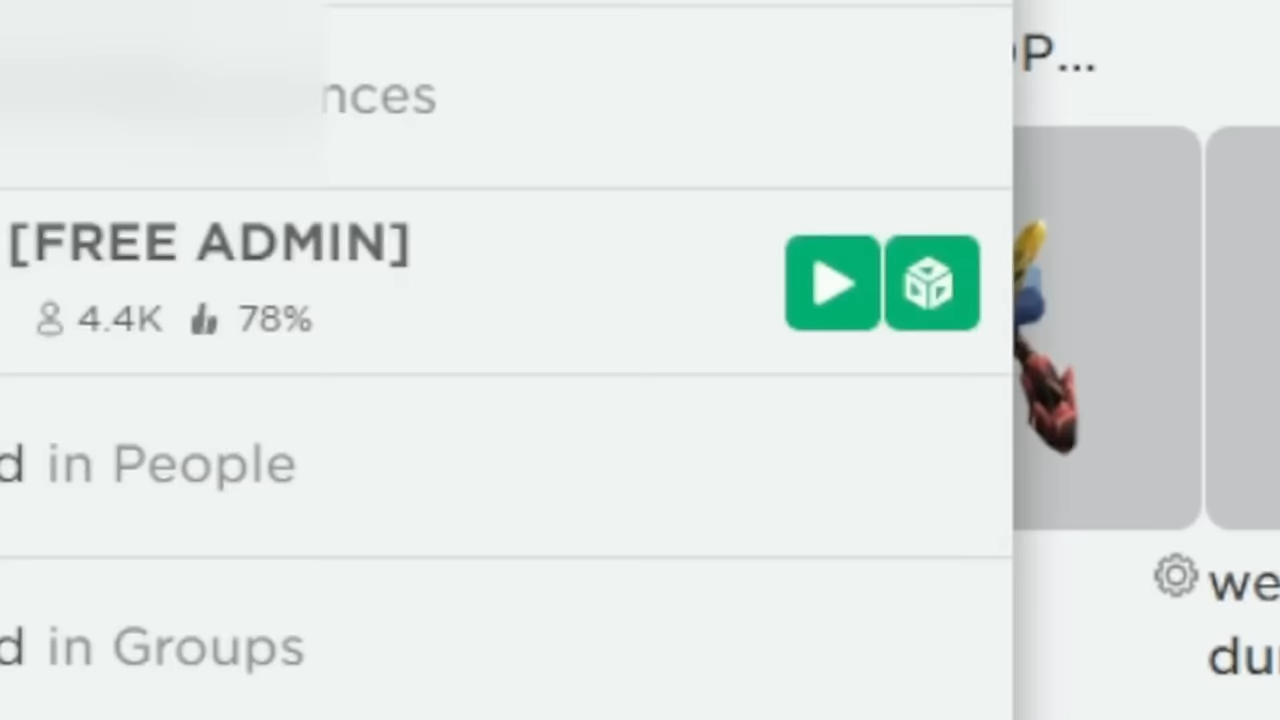 nces
[FREE ADMIN]
4.4K 78%
d in People
d in Groups
P...
we
du